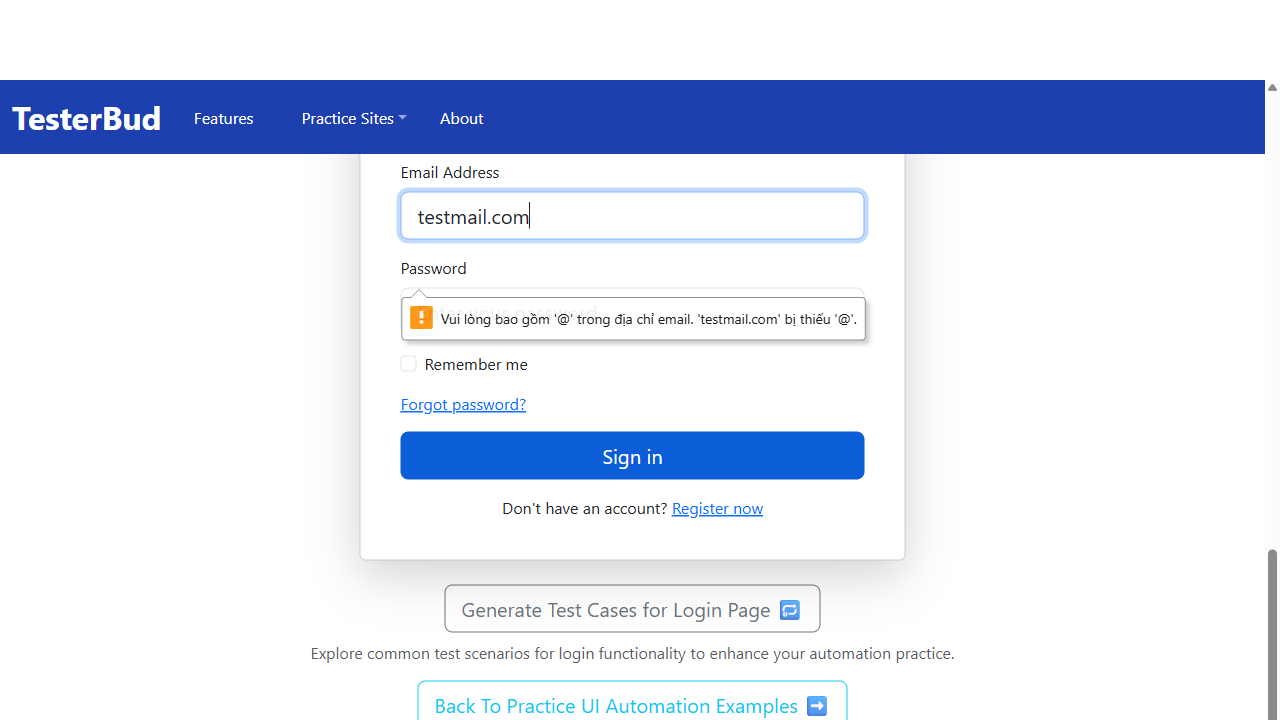 TesterBud
Features
Practice Sites
About
Email Address
testmail.com
Password
Vui lòng bao gồm '@' trong địa chỉ email. 'testmail.com' bị thiếu '@'.
Remember me
Forgot password?
Sign in
Don't have an account? Register now
Generate Test Cases for Login Page
Explore common test scenarios for login functionality to enhance your automation practice.
Back To Practice UI Automation Examples